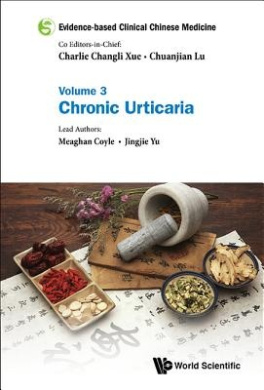 Evidence-based Clinical Chinese Medicine
Co Editors-in-Chief:
Charlie Changli Xue · Chuanjian Lu
Volume 3
Chronic Urticaria
Lead Authors:
Meaghan Coyle · Jingjie Yu
World Scientific